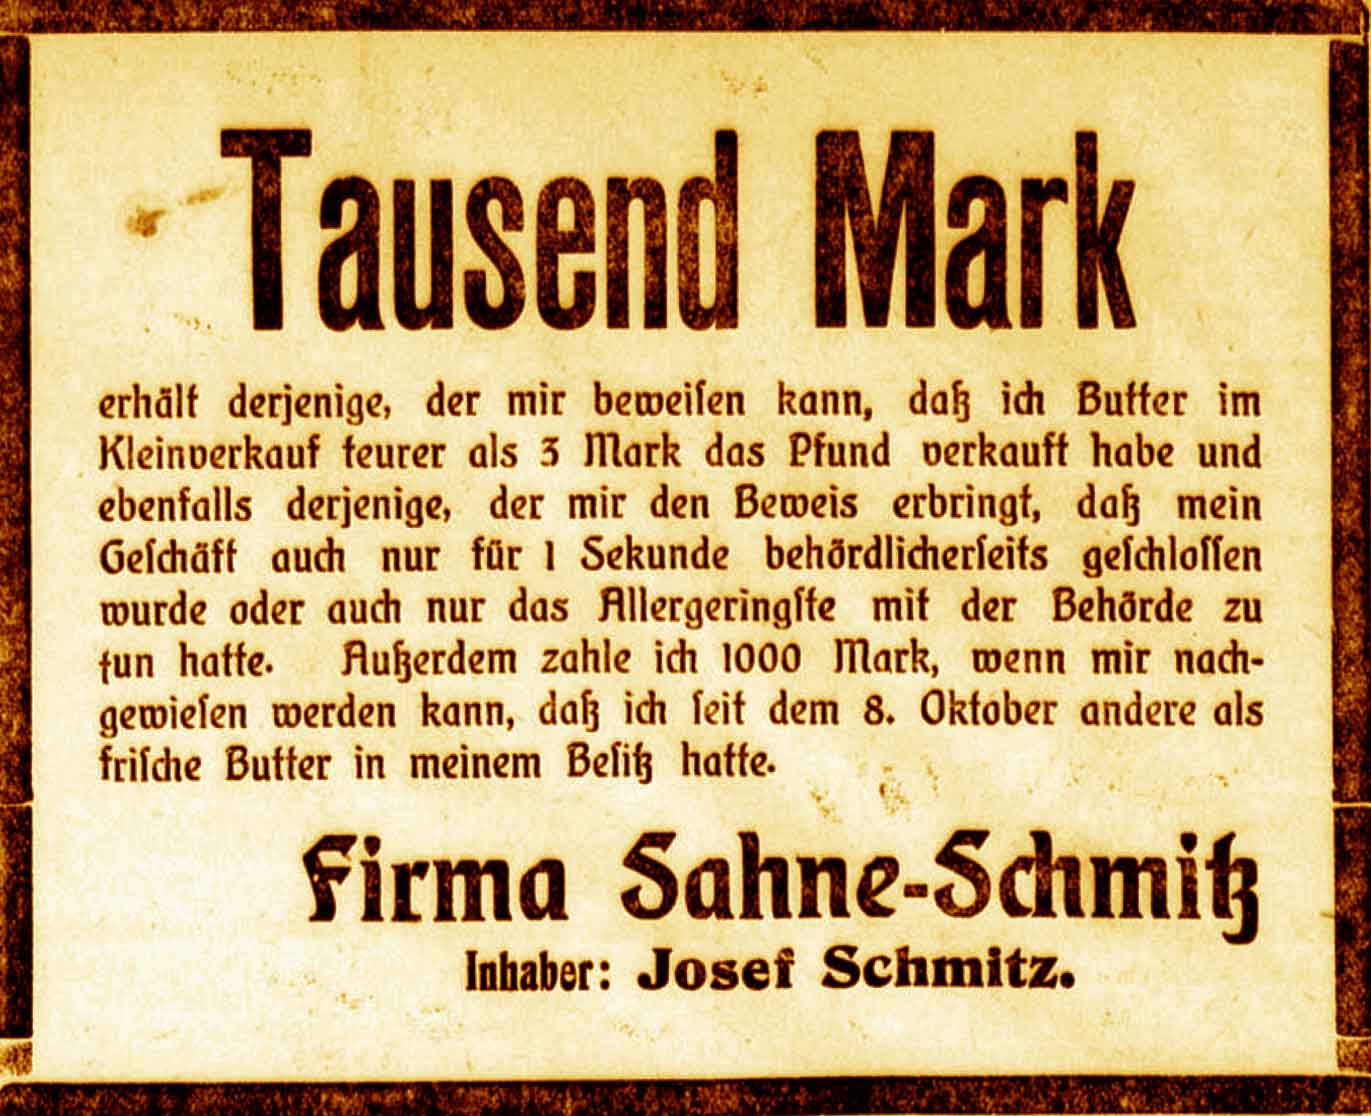 Tausend Mark
erhält derjenige, der mir beweiſen kann, daß ich Butter im
Kleinverkauf teurer als 3 Mark das Pfund verkauft habe und
ebenfalls derjenige, der mir den Beweis erbringt, daß mein
Geſchäft auch nur für 1 Sekunde behördlicherſeits geſchloſſen
wurde oder auch nur das Allergeringſte mit der Behörde zu
tun hatte. Außerdem zahle ich 1000 Mark, wenn mir nach-
gewieſen werden kann, daß ich ſeit dem 8. Oktober andere als
friſche Butter in meinem Beſitz hatte.
Firma Sahne-Schmitz
Inhaber: Josef Schmitz.